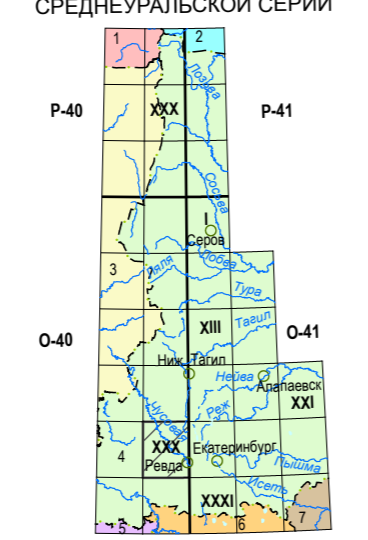 СРЕДНЕУРАЛЬСКОЙ СЕРИИ
1
2
Лозьва
P-40
XXX
P-41
Сосьва
I
Серов
Лобва
3
Ляля
Тура
Тагил
XIII
O-40
O-41
Ниж. Тагил
Нейва
Алапаевск
Реж
XXI
Чусовая
XXX
Екатеринбург
4
Ревда
Пышма
Исеть
XXXI
5
6
7